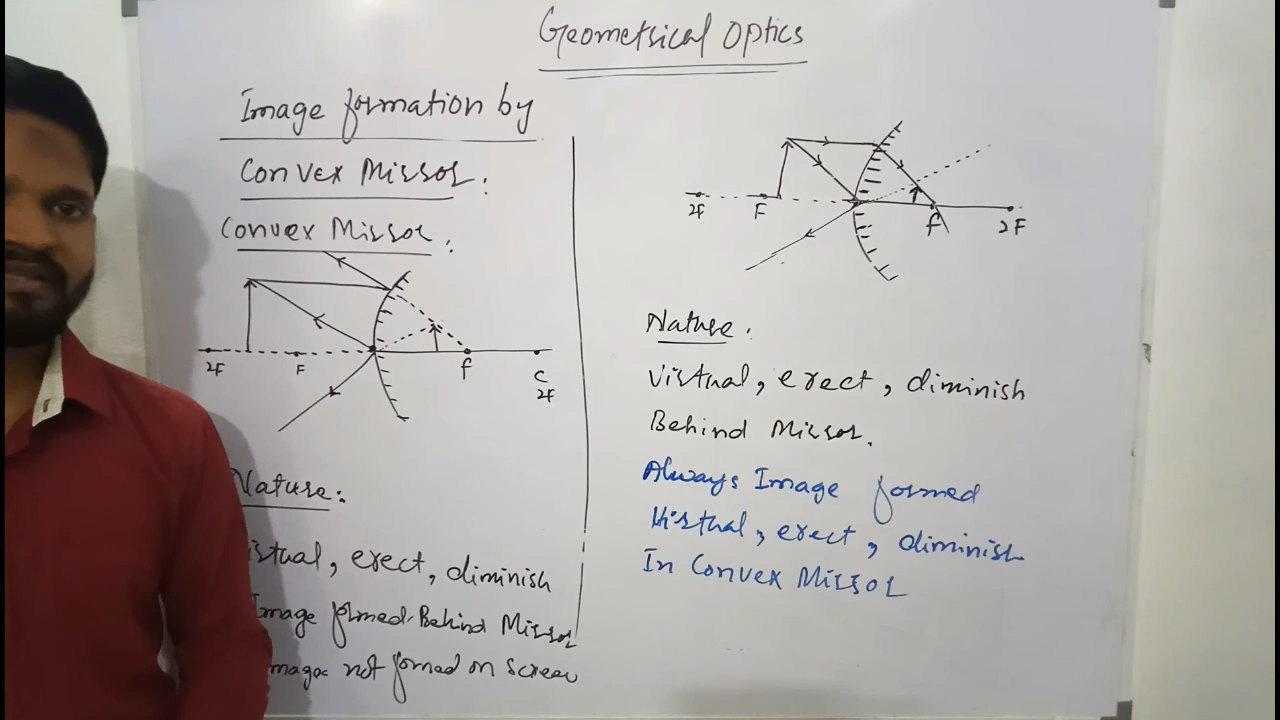 Geometrical Optics
Image formation by
Convex Mirror.
Convex Mirror.
2F F f C
2F
Nature:
irtual, erect, diminish
Image formed Behind Mirror
mage not formed on screen
2F F f 2F
Nature.
Virtual, erect, diminish
Behind Mirror.
Always Image formed
Virtual, erect, diminish
In Convex Mirror